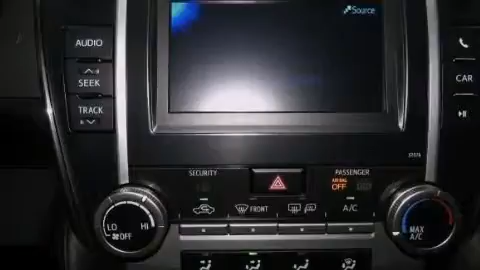 Source
AUDIO
SEEK
TRACK
CAR
SECURITY
PASSENGER
AIR BAG
OFF
FRONT
A/C
LO
HI
OFF
MAX
A/C